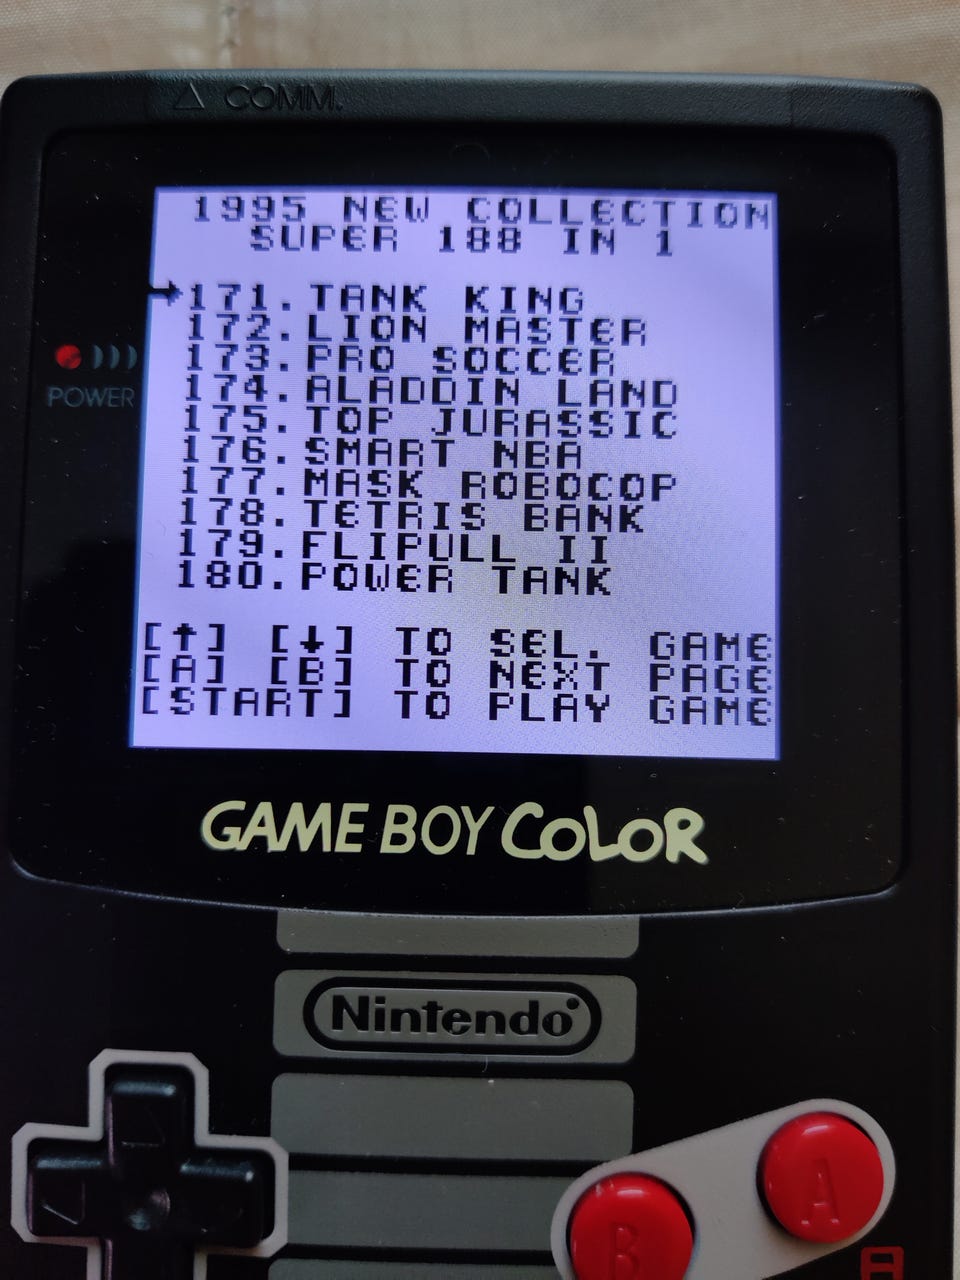 △ COMM.
1995 NEW COLLECTION
SUPER 188 IN 1
→171.TANK KING
172.LION MASTER
173.PRO SOCCER
174.ALADDIN LAND
175.TOP JURASSIC
176.SMART NBA
177.MASK ROBOCOP
178.TETRIS BANK
179.FLIPULL II
180.POWER TANK
POWER
[↑] [↓] TO SEL. GAME
[A] [B] TO NEXT PAGE
[START] TO PLAY GAME
GAME BOY COLOR
Nintendo
A
B